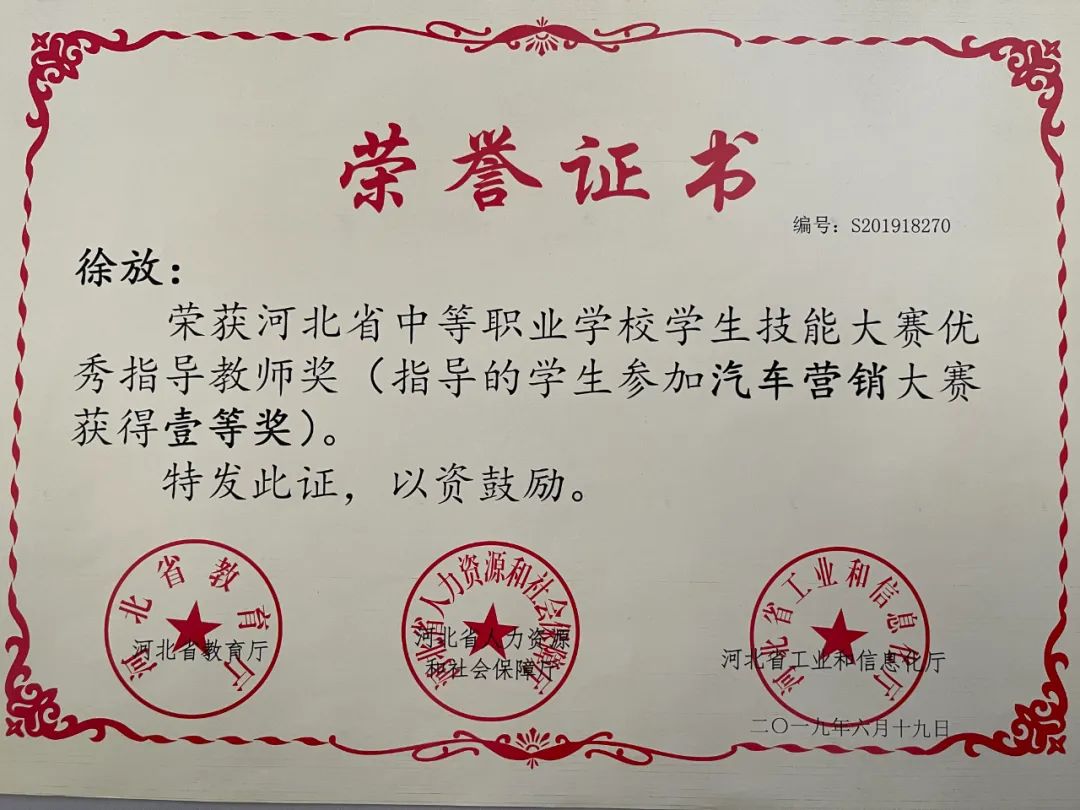 荣誉证书
编号：S201918270
徐放：
荣获河北省中等职业学校学生技能大赛优
秀指导教师奖（指导的学生参加汽车营销大赛
获得壹等奖）。
特发此证，以资鼓励。
河北省教育厅
河北省教育厅
河北省人力资源和社会保障厅
河北省人力资源
和社会保障厅
河北省工业和信息化厅
河北省工业和信息化厅
二〇一九年六月十九日